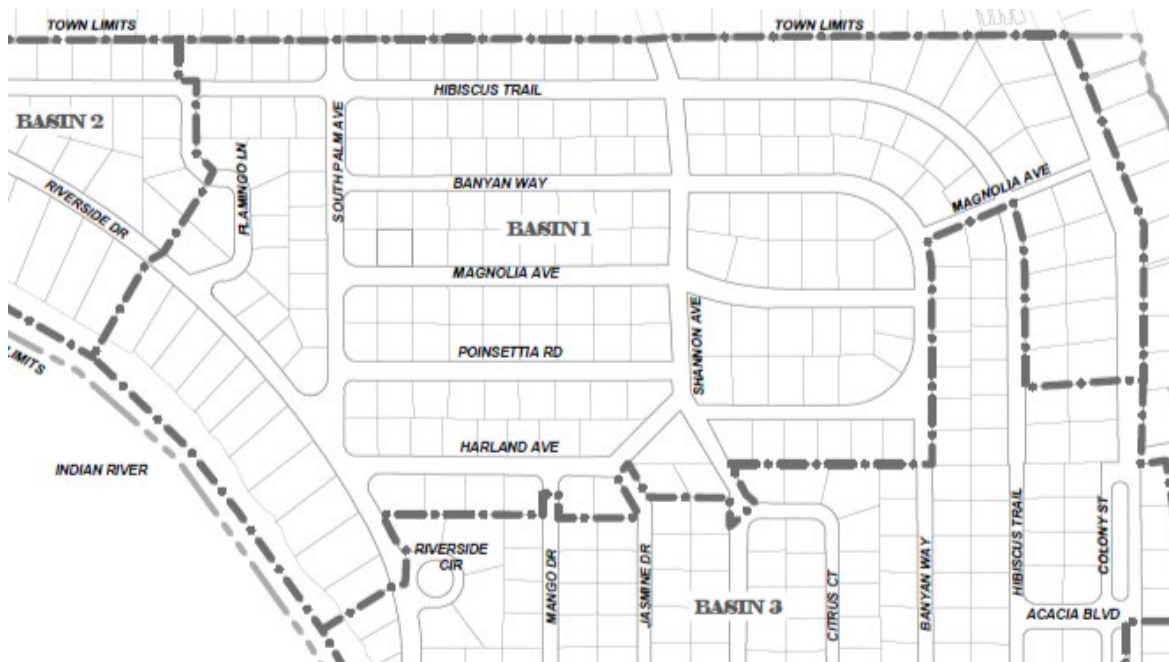 TOWN LIMITS
TOWN LIMITS
HIBISCUS TRAIL
BASIN 2
SOUTH PALM AVE
FLAMINGO LN
BANYAN WAY
MAGNOLIA AVE
RIVERSIDE DR
BASIN 1
MAGNOLIA AVE
SHANNON AVE
POINSETTIA RD
LIMITS
HARLAND AVE
INDIAN RIVER
RIVERSIDE
CIR
MANGO DR
JASMINE DR
BASIN 3
CITRUS CT
BANYAN WAY
HIBISCUS TRAIL
COLONY ST
ACACIA BLVD